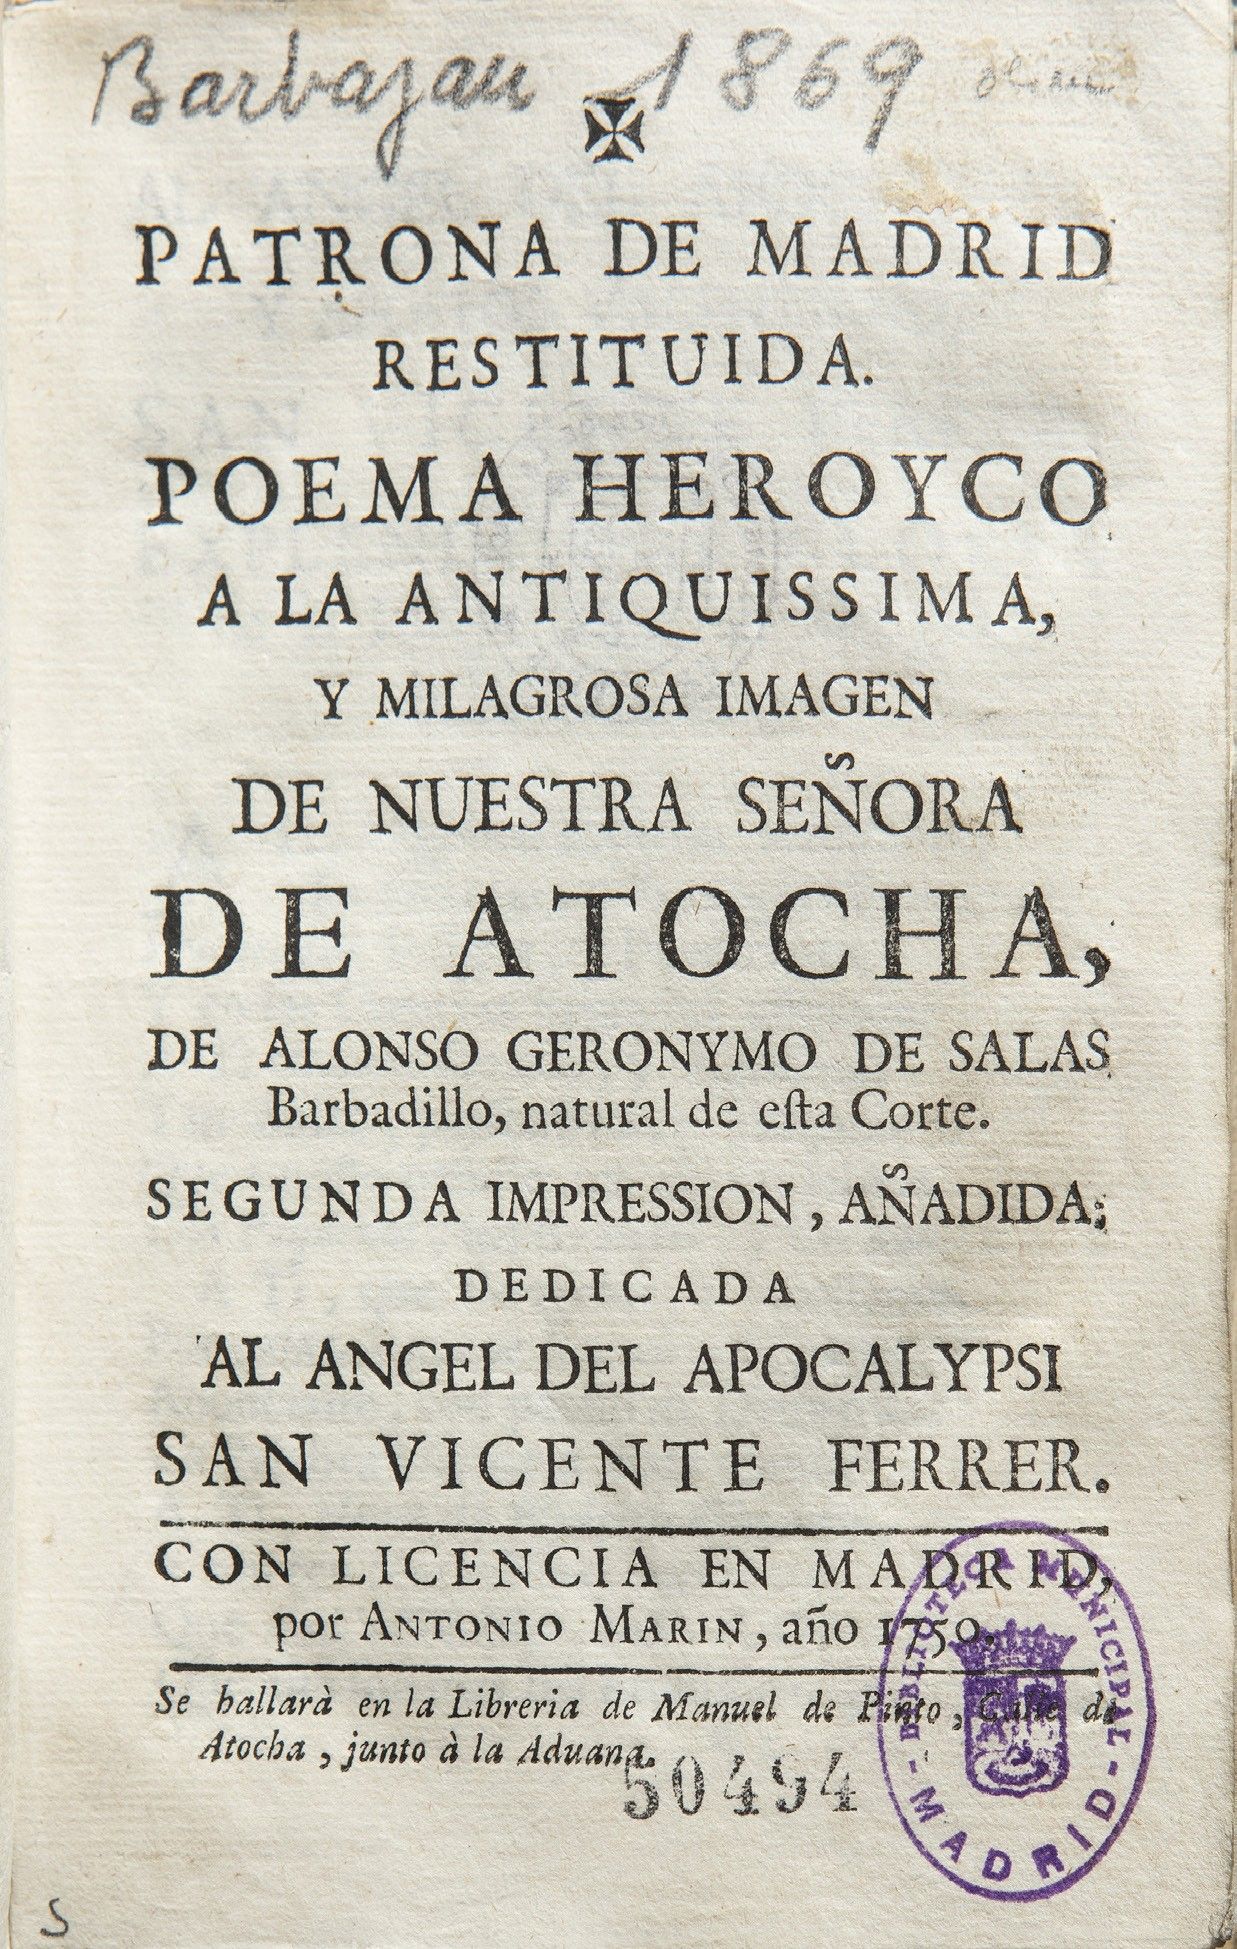 Barbajan 1869
PATRONA DE MADRID
RESTITUIDA.
POEMA HEROYCO
A LA ANTIQUISSIMA,
Y MILAGROSA IMAGEN
DE NUESTRA SEÑORA
DE ATOCHA,
DE ALONSO GERONYMO DE SALAS
Barbadillo, natural de eſta Corte.
SEGUNDA IMPRESSION, AÑADIDA;
DEDICADA
AL ANGEL DEL APOCALYPSI
SAN VICENTE FERRER.
CON LICENCIA EN MADRID,
por ANTONIO MARIN, año 1750.
Se hallarà en la Libreria de Manuel de Pinto, Calle de
Atocha, junto à la Aduana.
50494
BIBLIOTECA MUNICIPAL
- MADRID -
S